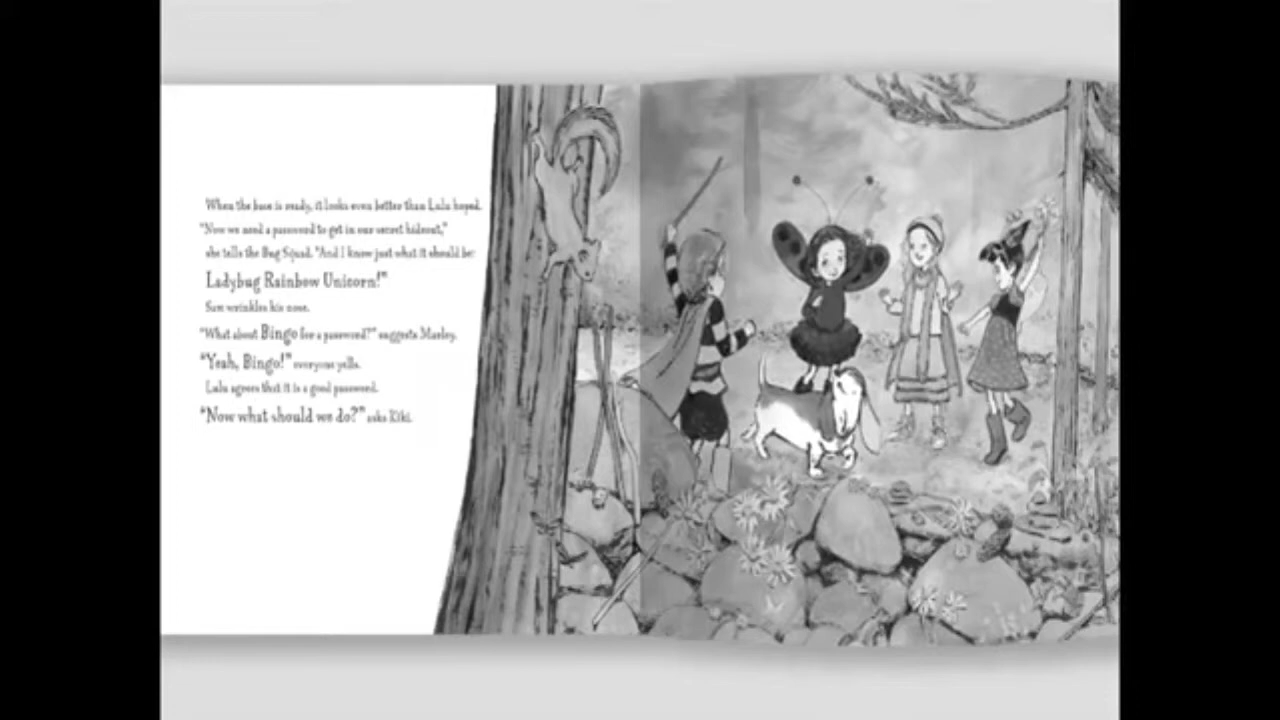 When the base is ready, it looks even better than Lulu hoped.
"Now we need a password to get in our secret hideout,"
she tells the Bug Squad. "And I know just what it should be:
Ladybug Rainbow Unicorn!"
Sam wrinkles his nose.
"What about Bingo for a password?" suggests Marley.
"Yeah, Bingo!" everyone yells.
Lulu agrees that it is a good password.
"Now what should we do?" asks Kiki.